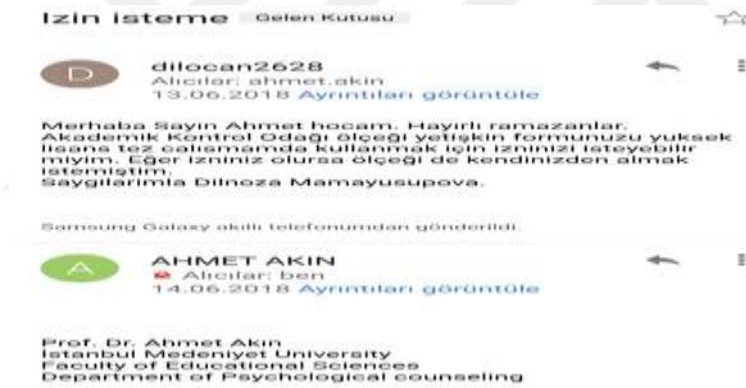 Izin isteme Gelen Kutusu
D
dilocan2628
Alıcılar: ahmet.akin
13.06.2018 Ayrıntıları görüntüle
Merhaba Sayın Ahmet hocam. Hayırlı ramazanlar.
Akademik Kontrol Odağı ölçeği yetişkin formunuzu yuksek
lisans tez calismamda kullanmak için izninizi isteyebilir
miyim. Eğer izniniz olursa ölçeği de kendinizden almak
istemiştim.
Saygilarimla Dilnoza Mamayusupova.
Samsung Galaxy akıllı telefonumdan gönderildi.
A
AHMET AKIN
Alıcılar: ben
14.06.2018 Ayrıntıları görüntüle
Prof. Dr. Ahmet Akın
Istanbul Medeniyet University
Faculty of Educational Sciences
Department of Psychological counseling